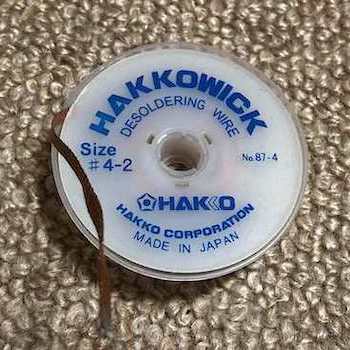 HAKKOWICK
DESOLDERING WIRE
Size
#4-2
No.87-4
HAKKO
HAKKO CORPORATION
MADE IN JAPAN